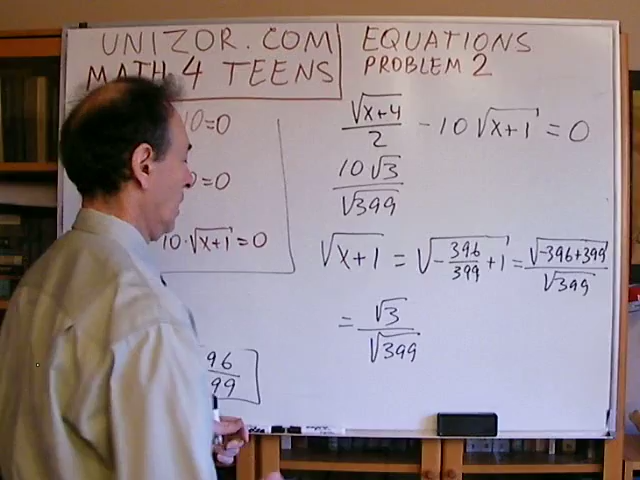 UNIZOR.COM
MATH 4 TEENS
EQUATIONS
PROBLEM 2
10=0
=0
10·√x+1 = 0
96
99
√x+4 / 2 - 10 √x+1 = 0
10√3 / √399
√x+1 = √-396/399+1 = √-396+399 / √399
= √3 / √399